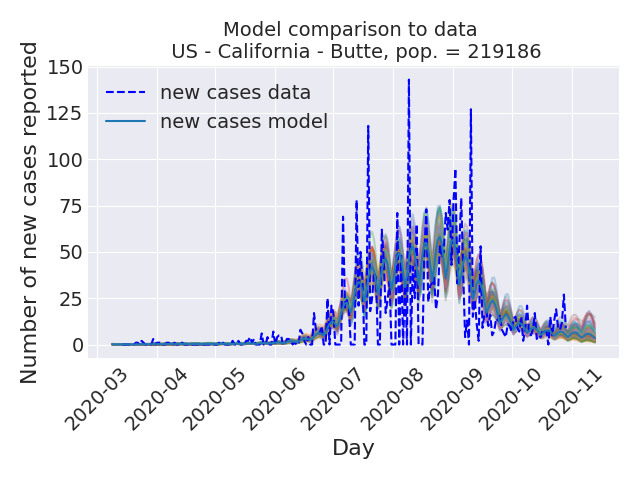 Model comparison to data
US - California - Butte, pop. = 219186
Number of new cases reported
150
125
100
75
50
25
0
new cases data
new cases model
2020-03
2020-04
2020-05
2020-06
2020-07
2020-08
2020-09
2020-10
2020-11
Day